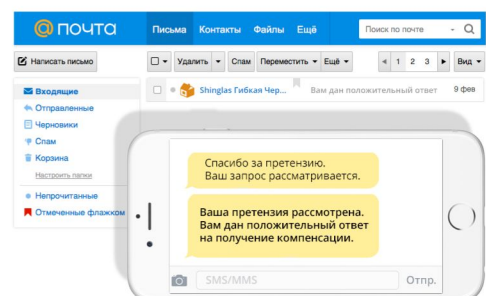 @ почта
Письма Контакты Файлы Ещё
Поиск по почте
Написать письмо
Удалить Спам Переместить Ещё
1 2 3
Вид
Входящие
Отправленные
Черновики
Спам
Корзина
Настроить папки
Непрочитанные
Отмеченные флажком
Shinglas Гибкая Чер... Вам дан положительный ответ 9 фев
Спасибо за претензию.
Ваш запрос рассматривается.
Ваша претензия рассмотрена.
Вам дан положительный ответ
на получение компенсации.
SMS/MMS
Отпр.